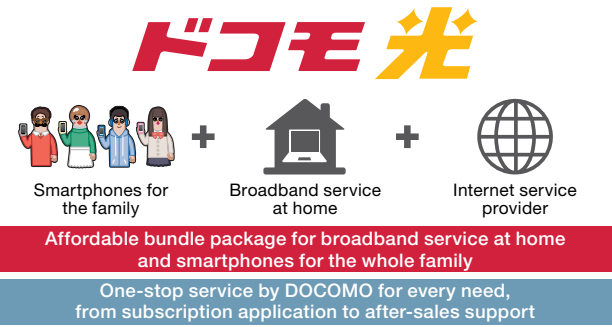 ドコモ光
Smartphones for
the family
Broadband service
at home
Internet service
provider
Affordable bundle package for broadband service at home
and smartphones for the whole family
One-stop service by DOCOMO for every need,
from subscription application to after-sales support